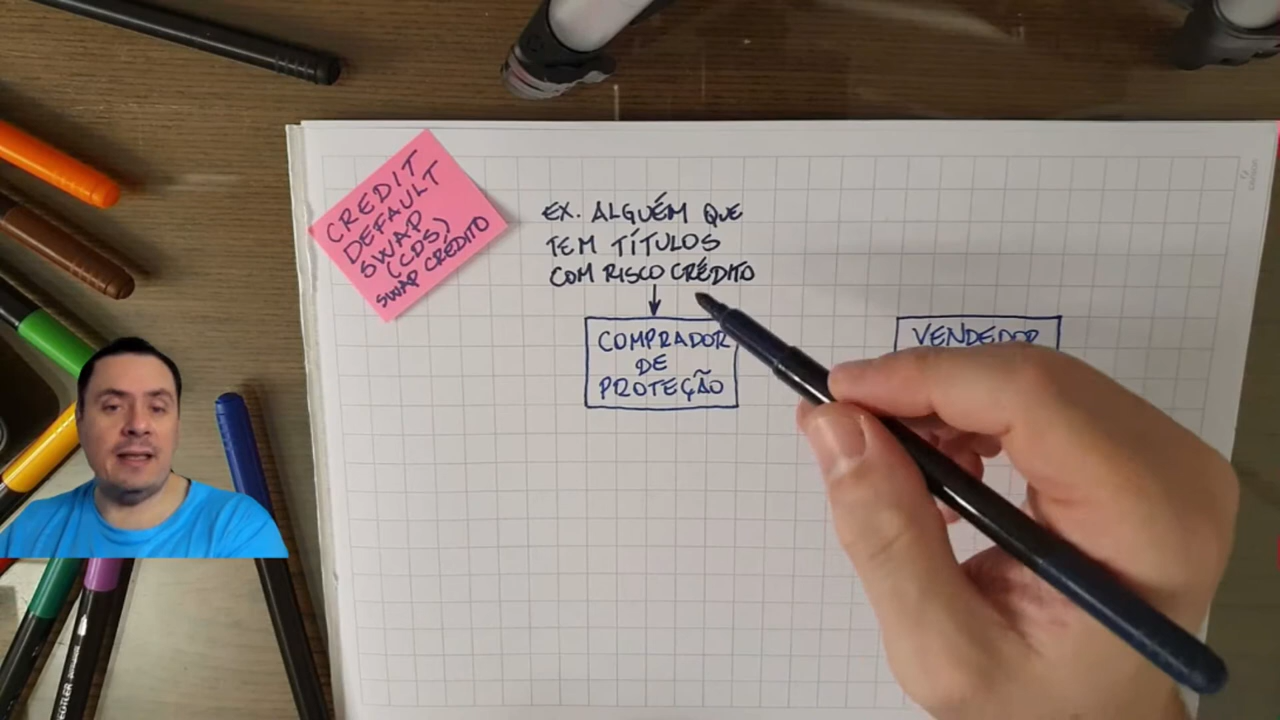 CREDIT
DEFAULT
SWAP
(CDS)
SWAP CRÉDITO
EX. ALGUÉM QUE
TEM TÍTULOS
COM RISCO CRÉDITO
COMPRADOR
DE
PROTEÇÃO
VENDEDOR